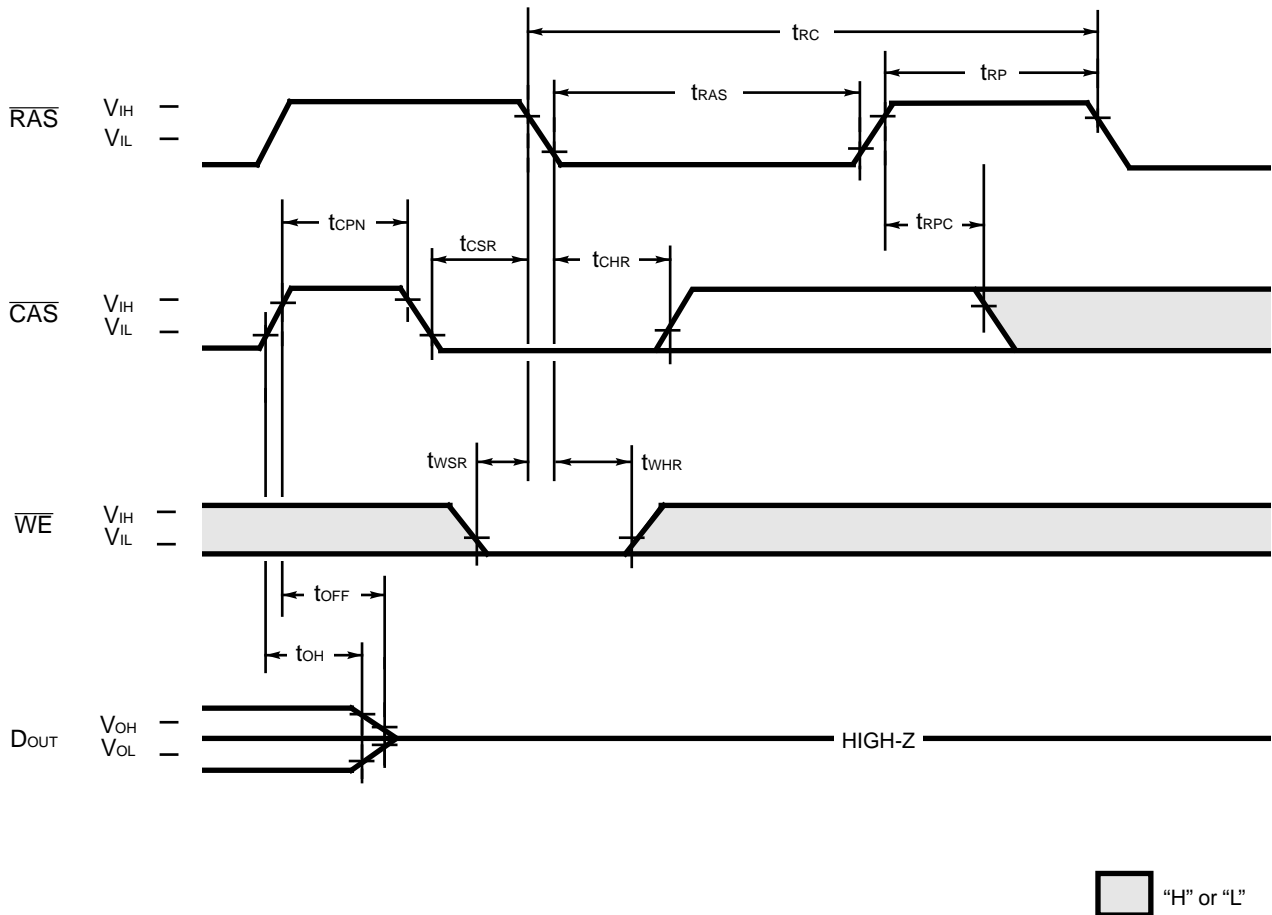 tRC
tRP
tRAS
RAS
VIH
VIL
tCPN
tRPC
tCSR
tCHR
CAS
VIH
VIL
tWSR
tWHR
WE
VIH
VIL
tOFF
tOH
DOUT
VOH
VOL
HIGH-Z
“H” or “L”